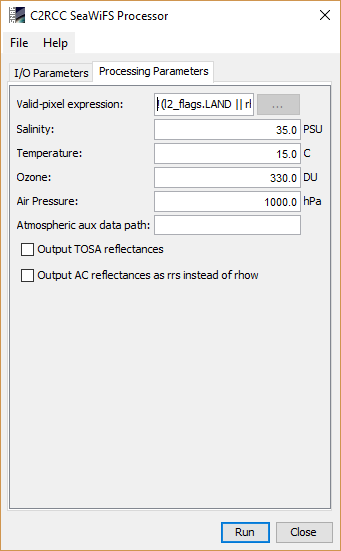 C2RCC SeaWiFS Processor
File Help
I/O Parameters Processing Parameters
Valid-pixel expression: !(l2_flags.LAND || rl ...
Salinity: 35.0 PSU
Temperature: 15.0 C
Ozone: 330.0 DU
Air Pressure: 1000.0 hPa
Atmospheric aux data path:
Output TOSA reflectances
Output AC reflectances as rrs instead of rhow
Run Close